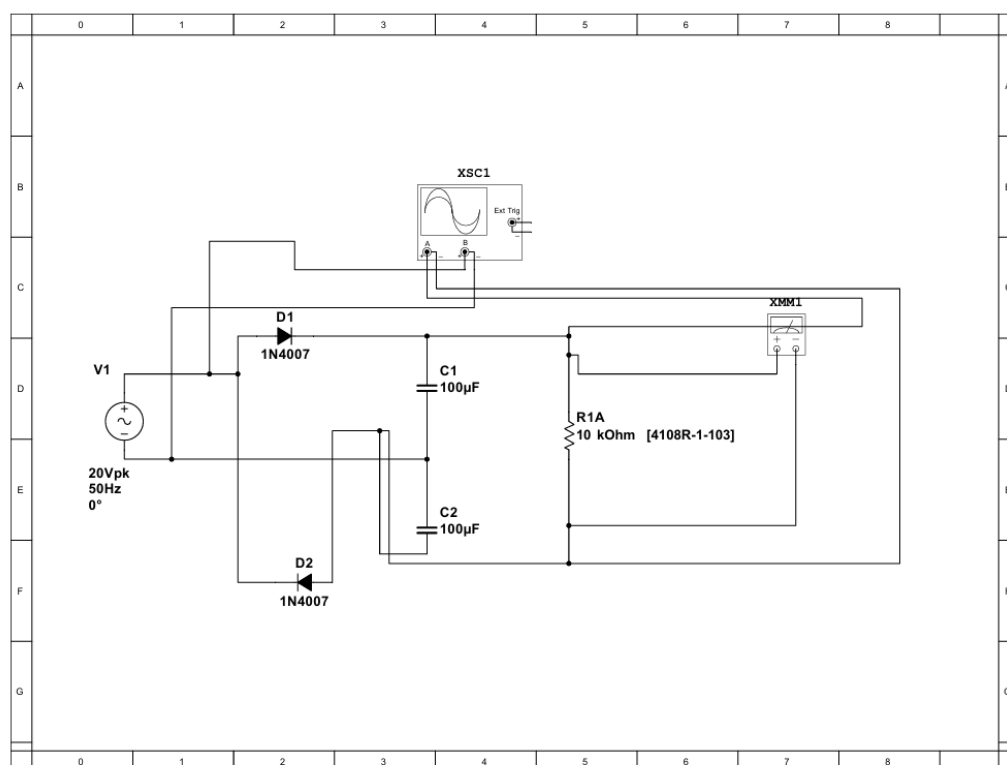 0 1 2 3 4 5 6 7 8
A
B
XSC1
Ext Trig
+
_
A B
+ _ + _
C
XMM1
+ −
D1
1N4007
V1
C1
100µF
D
+
−
R1A
10 kOhm [4108R-1-103]
20Vpk
50Hz
0°
E
C2
100µF
D2
1N4007
F
G
0 1 2 3 4 5 6 7 8